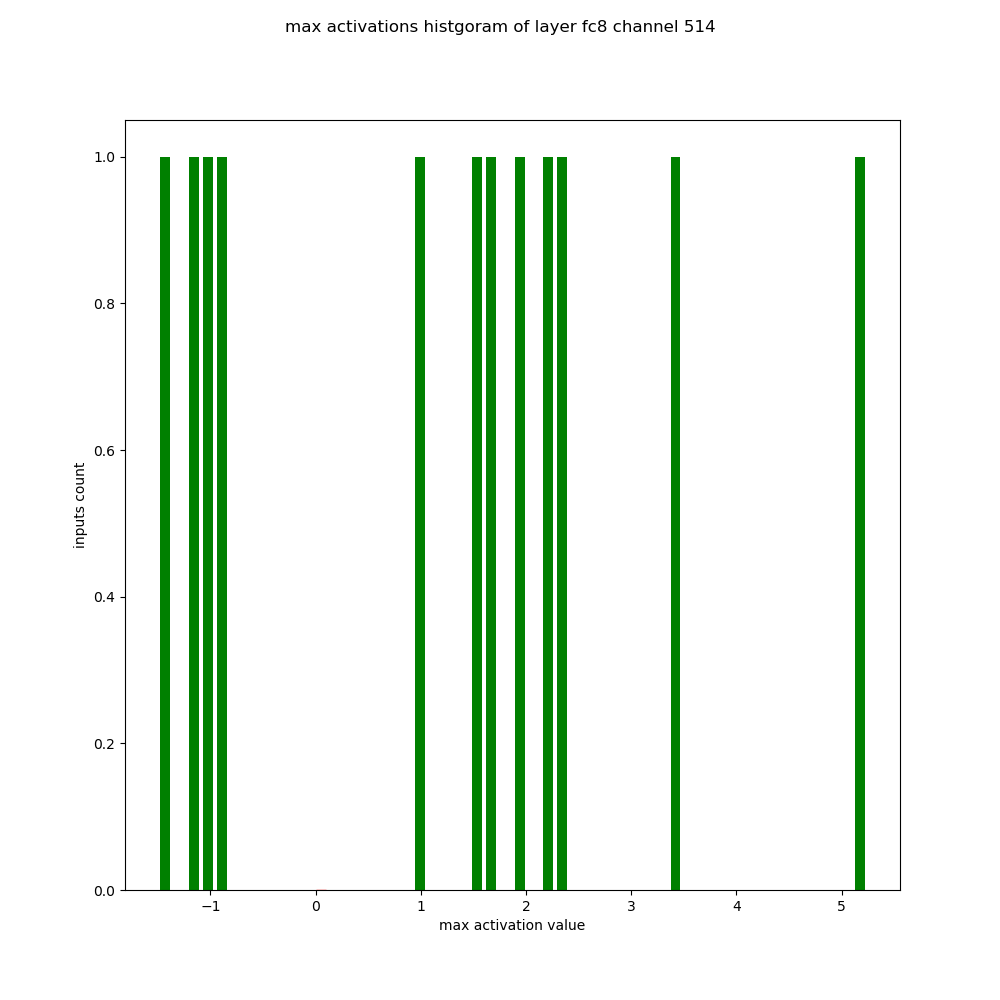 max activations histgoram of layer fc8 channel 514
1.0
0.8
0.6
0.4
0.2
0.0
inputs count
−1 0 1 2 3 4 5
max activation value